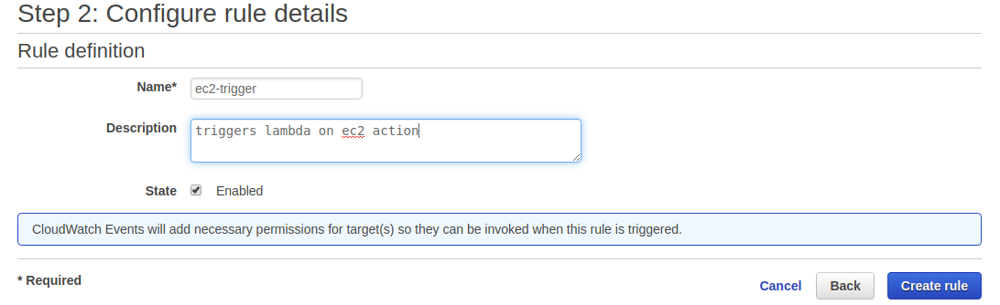 Step 2: Configure rule details
Rule definition
Name* ec2-trigger
Description triggers lambda on ec2 action
State Enabled
CloudWatch Events will add necessary permissions for target(s) so they can be invoked when this rule is triggered.
* Required Cancel Back Create rule